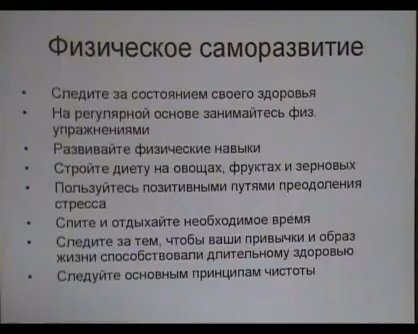 Физическое саморазвитие
• Следите за состоянием своего здоровья
• На регулярной основе занимайтесь физ.
упражнениями
• Развивайте физические навыки
• Стройте диету на овощах, фруктах и зерновых
• Пользуйтесь позитивными путями преодоления
стресса
• Спите и отдыхайте необходимое время
• Следите за тем, чтобы ваши привычки и образ
жизни способствовали длительному здоровью
• Следуйте основным принципам чистоты